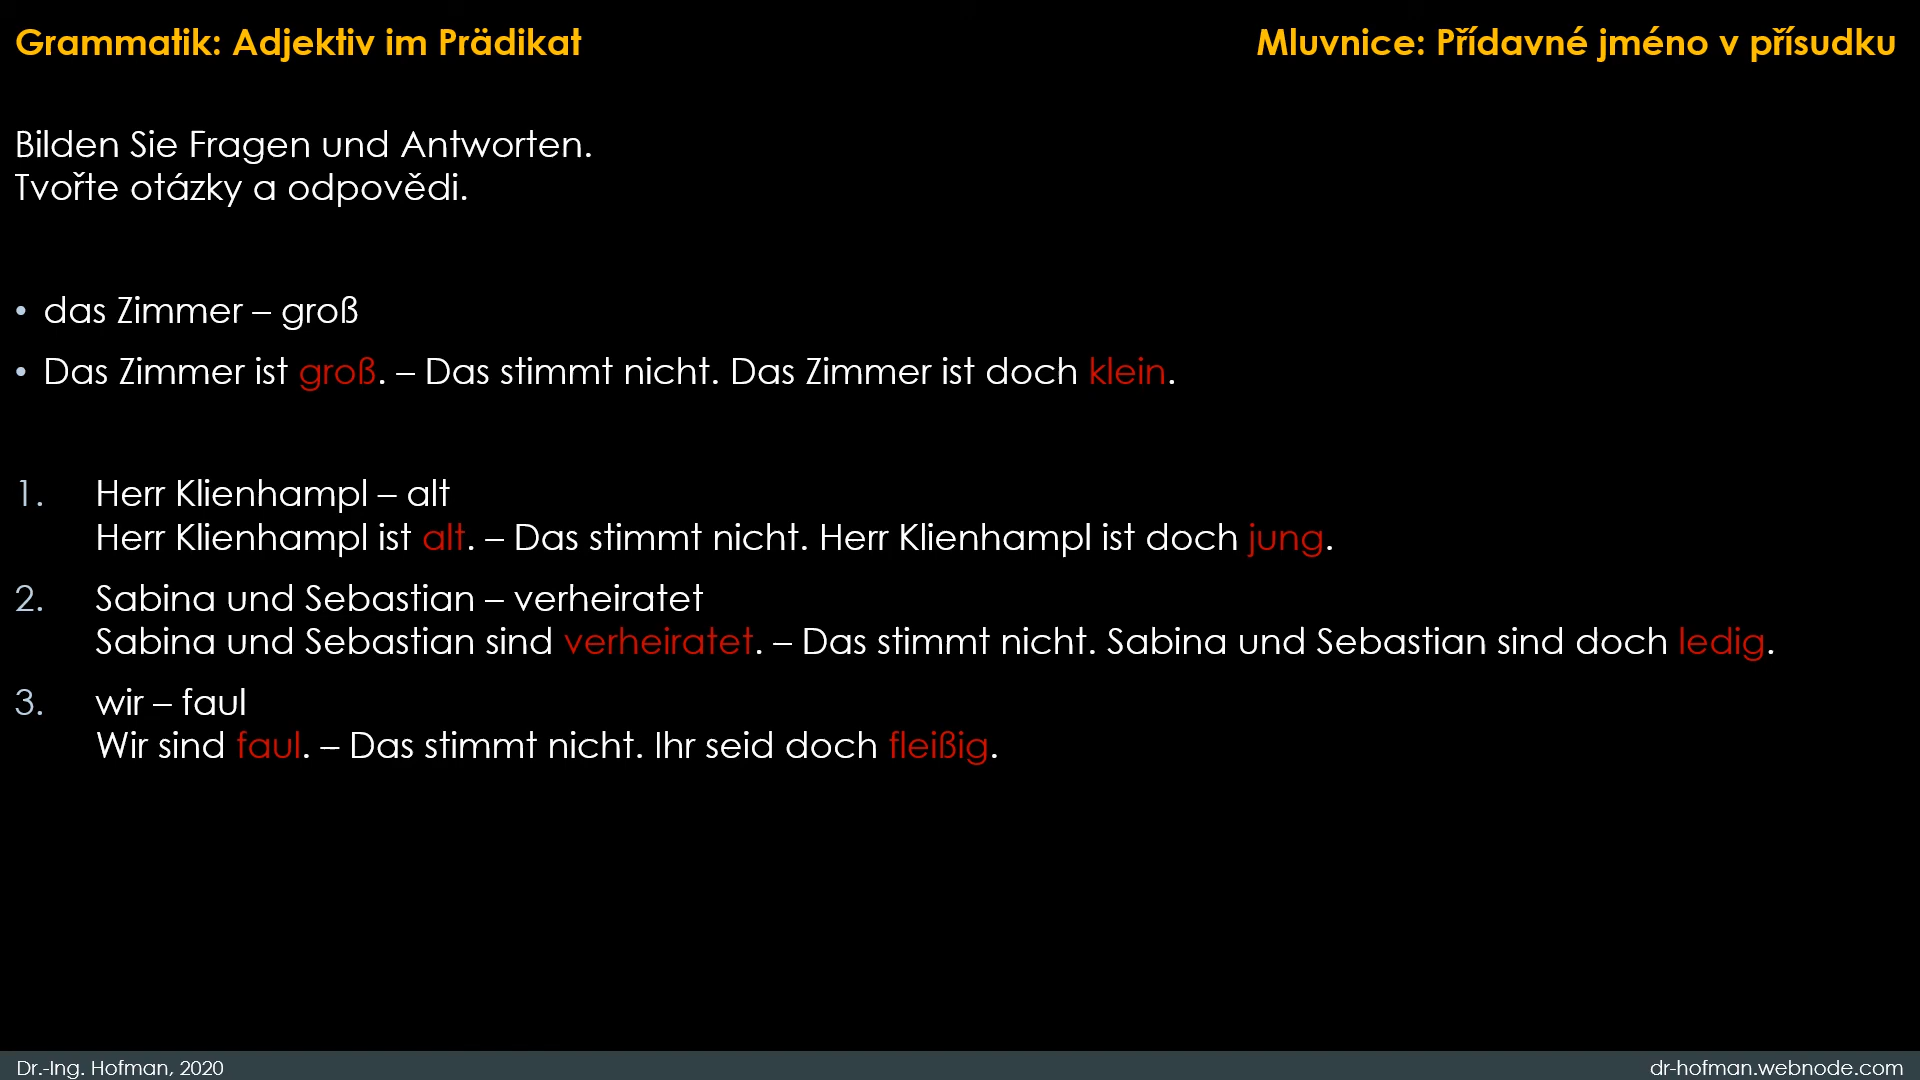 Grammatik: Adjektiv im Prädikat
Mluvnice: Přídavné jméno v přísudku
Bilden Sie Fragen und Antworten.
Tvořte otázky a odpovědi.
• das Zimmer – groß
• Das Zimmer ist groß. – Das stimmt nicht. Das Zimmer ist doch klein.
1. Herr Klienhampl – alt
Herr Klienhampl ist alt. – Das stimmt nicht. Herr Klienhampl ist doch jung.
2. Sabina und Sebastian – verheiratet
Sabina und Sebastian sind verheiratet. – Das stimmt nicht. Sabina und Sebastian sind doch ledig.
3. wir – faul
Wir sind faul. – Das stimmt nicht. Ihr seid doch fleißig.
Dr.-Ing. Hofman, 2020
dr-hofman.webnode.com